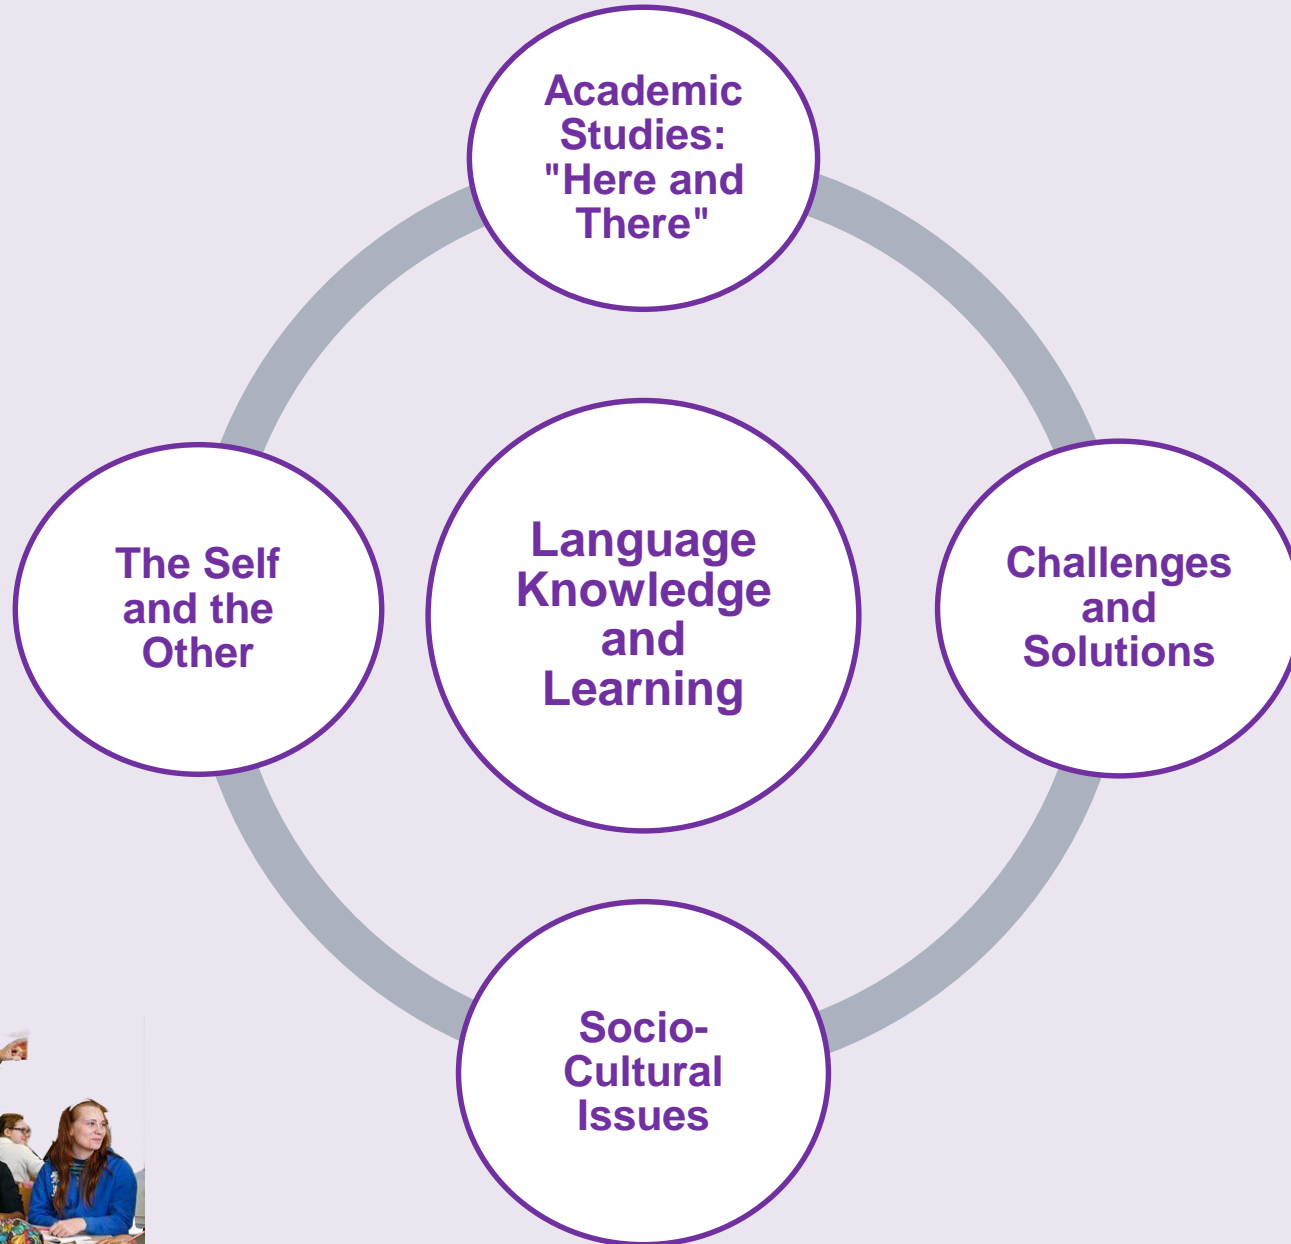 Academic
Studies:
"Here and
There"
The Self
and the
Other
Language
Knowledge
and
Learning
Challenges
and
Solutions
Socio-
Cultural
Issues